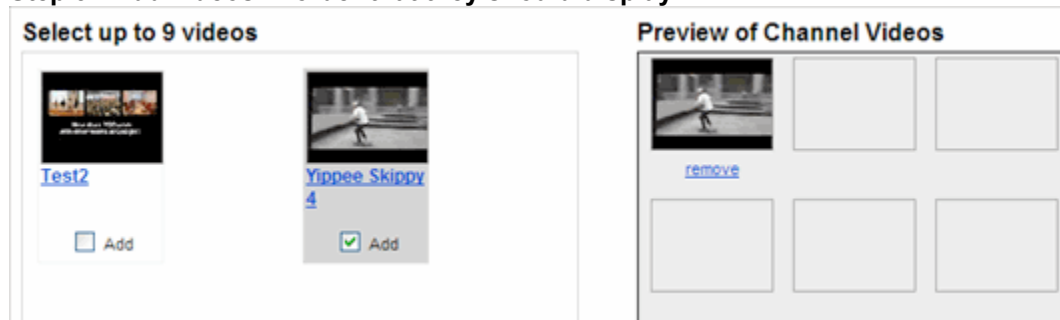 Select up to 9 videos
Preview of Channel Videos
Test2
Yippee Skippy
4
remove
Add
Add